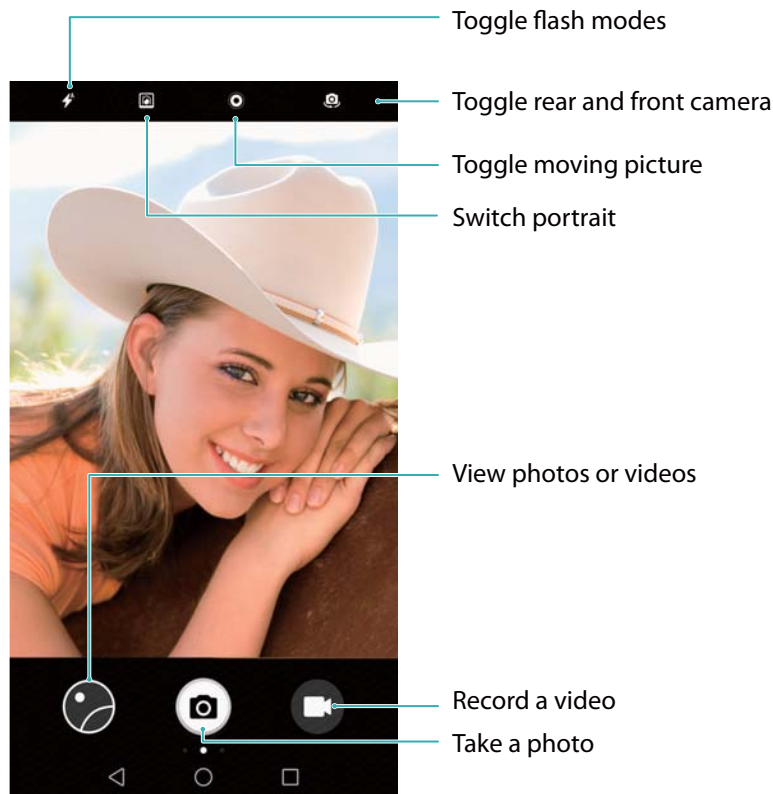 Toggle flash modes
Toggle rear and front camera
Toggle moving picture
Switch portrait
View photos or videos
Record a video
Take a photo